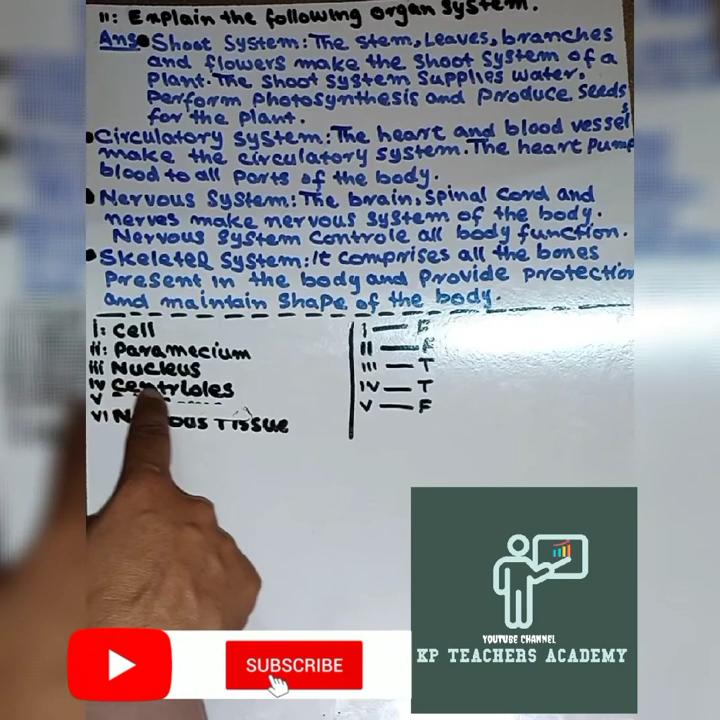 11: Explain the following organ system.
Ans Shoot System: The stem, Leaves, branches
and flowers make the shoot system of a
Plant. The shoot system supplies water,
Perform Photosynthesis and Produce seeds
for the plant.
Circulatory system: The heart and blood vessels
make the circulatory system. The heart Pump
blood to all parts of the body.
Nervous System: The brain, Spinal Cord and
nerves make nervous system of the body.
Nervous system Controle all body function.
Skeletel System: It comprises all the bones
Present in the body and Provide Protection
and maintain Shape of the body.
i: Cell
ii: Paramecium
iii Nucleus
iv Centrioles
v
vi Tissue
I — F
II — F
III — T
IV — T
V — F
YOUTUBE CHANNEL
KP TEACHERS ACADEMY
SUBSCRIBE